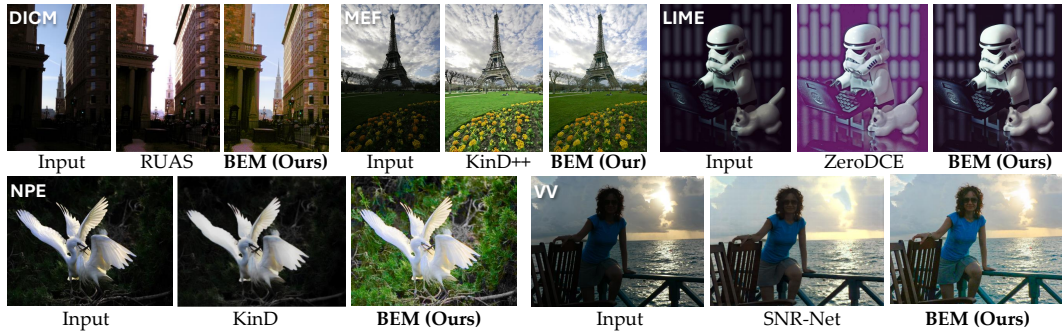 DICM MEF LIME
Input RUAS BEM (Ours) Input KinD++ BEM (Our) Input ZeroDCE BEM (Ours)
NPE VV
Input KinD BEM (Ours) Input SNR-Net BEM (Ours)